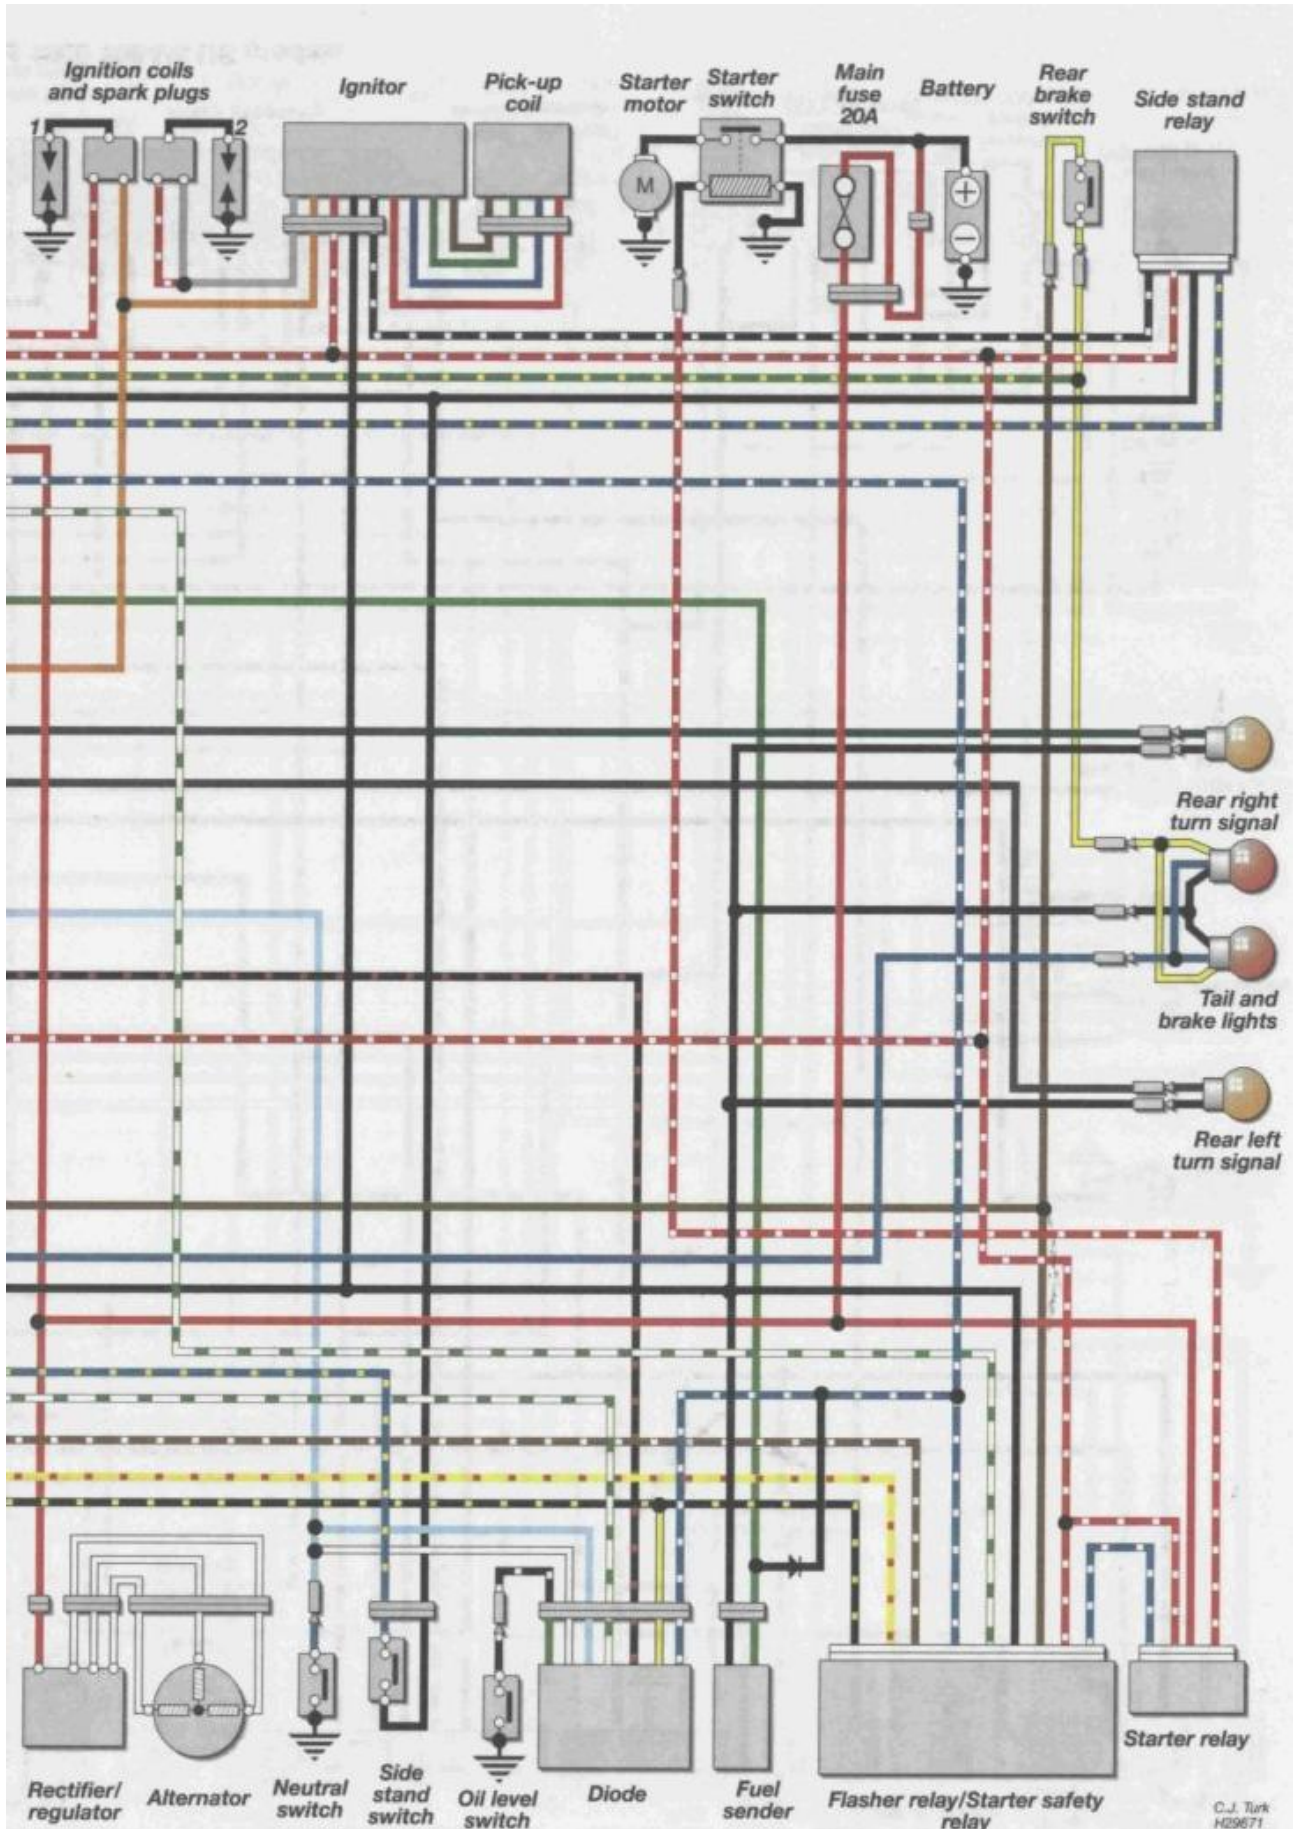 Ignition coils
and spark plugs
Ignitor
Pick-up
coil
Starter
motor
Starter
switch
Main
fuse
20A
Battery
Rear
brake
switch
Side stand
relay
1
2
M
+
−
Rear right
turn signal
Tail and
brake lights
Rear left
turn signal
Rectifier/
regulator
Alternator
Neutral
switch
Side
stand
switch
Oil level
switch
Diode
Fuel
sender
Flasher relay/Starter safety
relay
Starter relay
C.J. Turk
H29671